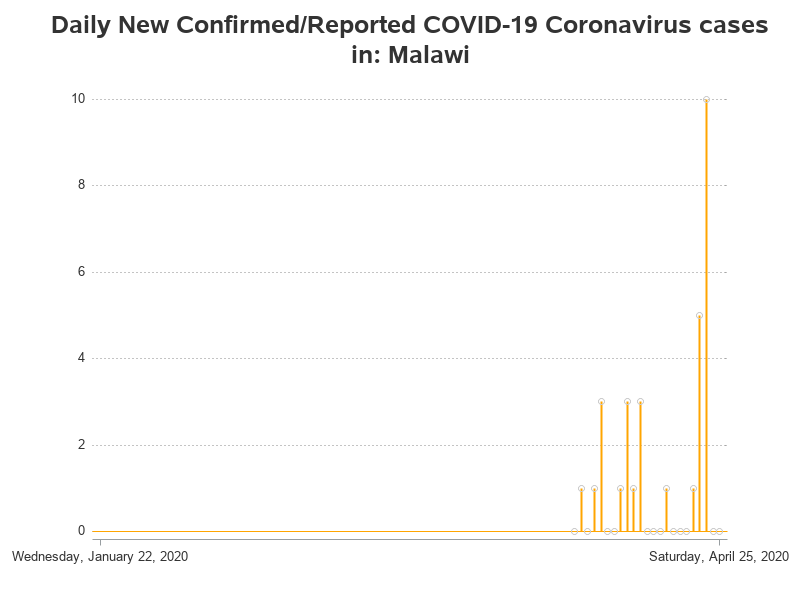 Daily New Confirmed/Reported COVID-19 Coronavirus cases
in: Malawi
10
8
6
4
2
0
Wednesday, January 22, 2020
Saturday, April 25, 2020